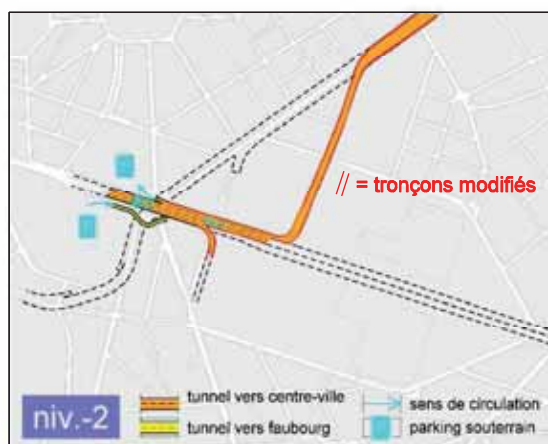 // = tronçons modifiés
niv.-2
tunnel vers centre-ville
tunnel vers faubourg
sens de circulation
parking souterrain